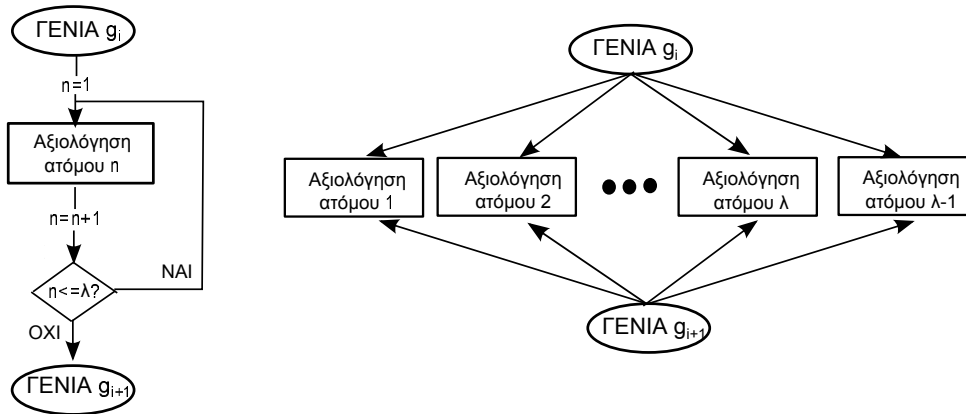 ΓΕΝΙΑ gi
n=1
Αξιολόγηση
ατόμου n
n=n+1
n<=λ?
ΝΑΙ
ΟΧΙ
ΓΕΝΙΑ gi+1
ΓΕΝΙΑ gi
Αξιολόγηση
ατόμου 1
Αξιολόγηση
ατόμου 2
Αξιολόγηση
ατόμου λ
Αξιολόγηση
ατόμου λ-1
ΓΕΝΙΑ gi+1